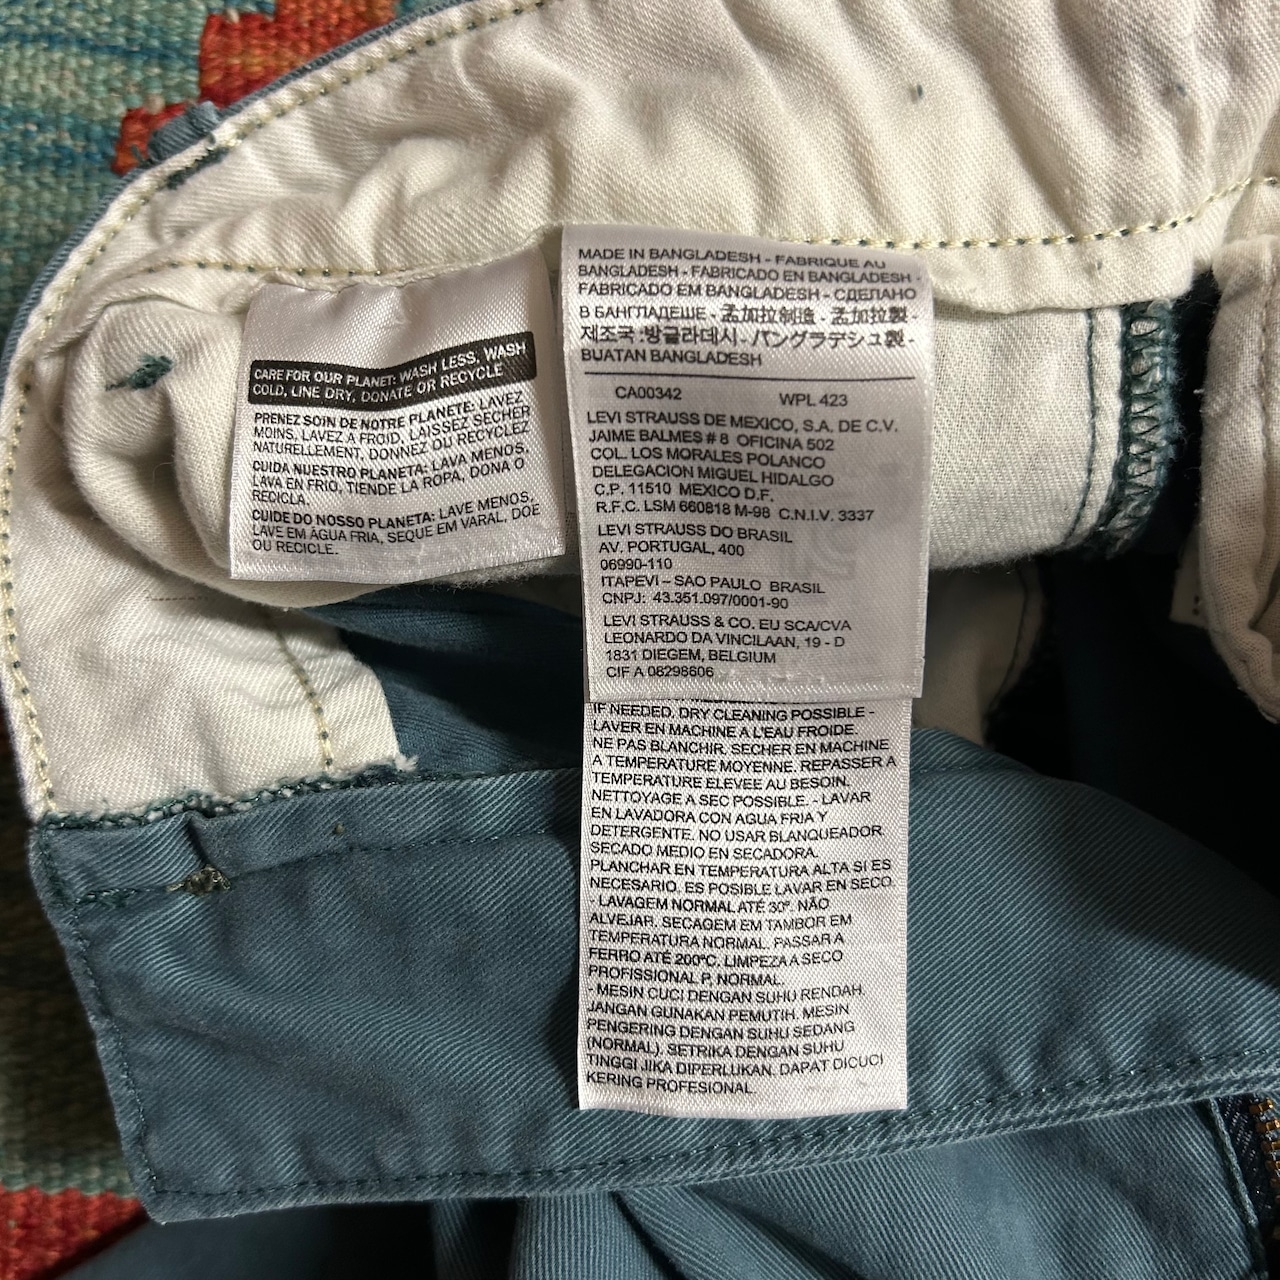 CARE FOR OUR PLANET: WASH LESS, WASH
COLD, LINE DRY, DONATE OR RECYCLE
PRENEZ SOIN DE NOTRE PLANETE: LAVEZ
MOINS, LAVEZ A FROID, LAISSEZ SECHER
NATURELLEMENT, DONNEZ OU RECYCLEZ
CUIDA NUESTRO PLANETA: LAVA MENOS,
LAVA EN FRIO, TIENDE LA ROPA, DONA O
RECICLA.
CUIDE DO NOSSO PLANETA: LAVE MENOS,
LAVE EM ÁGUA FRIA, SEQUE EM VARAL, DOE
OU RECICLE.
MADE IN BANGLADESH - FABRIQUE AU
BANGLADESH - FABRICADO EN BANGLADESH -
FABRICADO EM BANGLADESH - СДЕЛАНО
В БАНГЛАДЕШЕ - 孟加拉制造 - 孟加拉製 -
제조국 :방글라데시 - バングラデシュ製 -
BUATAN BANGLADESH
CA00342 WPL 423
LEVI STRAUSS DE MEXICO, S.A. DE C.V.
JAIME BALMES # 8 OFICINA 502
COL. LOS MORALES POLANCO
DELEGACION MIGUEL HIDALGO
C.P. 11510 MEXICO D.F.
R.F.C. LSM 660818 M-98 C.N.I.V. 3337
LEVI STRAUSS DO BRASIL
AV. PORTUGAL, 400
06990-110
ITAPEVI – SAO PAULO BRASIL
CNPJ: 43.351.097/0001-90
LEVI STRAUSS & CO. EU SCA/CVA
LEONARDO DA VINCILAAN, 19 - D
1831 DIEGEM, BELGIUM
CIF A 08298606
IF NEEDED. DRY CLEANING POSSIBLE -
LAVER EN MACHINE A L'EAU FROIDE.
NE PAS BLANCHIR. SECHER EN MACHINE
A TEMPERATURE MOYENNE. REPASSER A
TEMPERATURE ELEVEE AU BESOIN.
NETTOYAGE A SEC POSSIBLE. - LAVAR
EN LAVADORA CON AGUA FRIA Y
DETERGENTE. NO USAR BLANQUEADOR.
SECADO MEDIO EN SECADORA.
PLANCHAR EN TEMPERATURA ALTA SI ES
NECESARIO. ES POSIBLE LAVAR EN SECO.
- LAVAGEM NORMAL ATÉ 30º. NÃO
ALVEJAR. SECAGEM EM TAMBOR EM
TEMPERATURA NORMAL. PASSAR A
FERRO ATÉ 200ºC. LIMPEZA A SECO
PROFISSIONAL P. NORMAL.
- MESIN CUCI DENGAN SUHU RENDAH.
JANGAN GUNAKAN PEMUTIH. MESIN
PENGERING DENGAN SUHU SEDANG
(NORMAL). SETRIKA DENGAN SUHU
TINGGI JIKA DIPERLUKAN. DAPAT DICUCI
KERING PROFESIONAL.